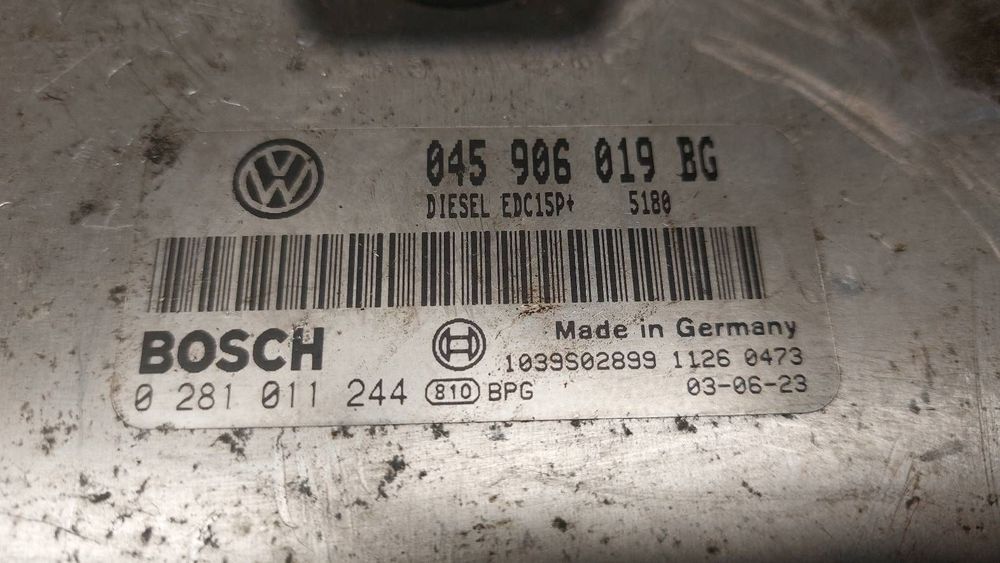 045 906 019 BG
DIESEL EDC15P+ 5180
BOSCH
Made in Germany
1039S02899 1126 0473
0 281 011 244 810 BPG 03-06-23